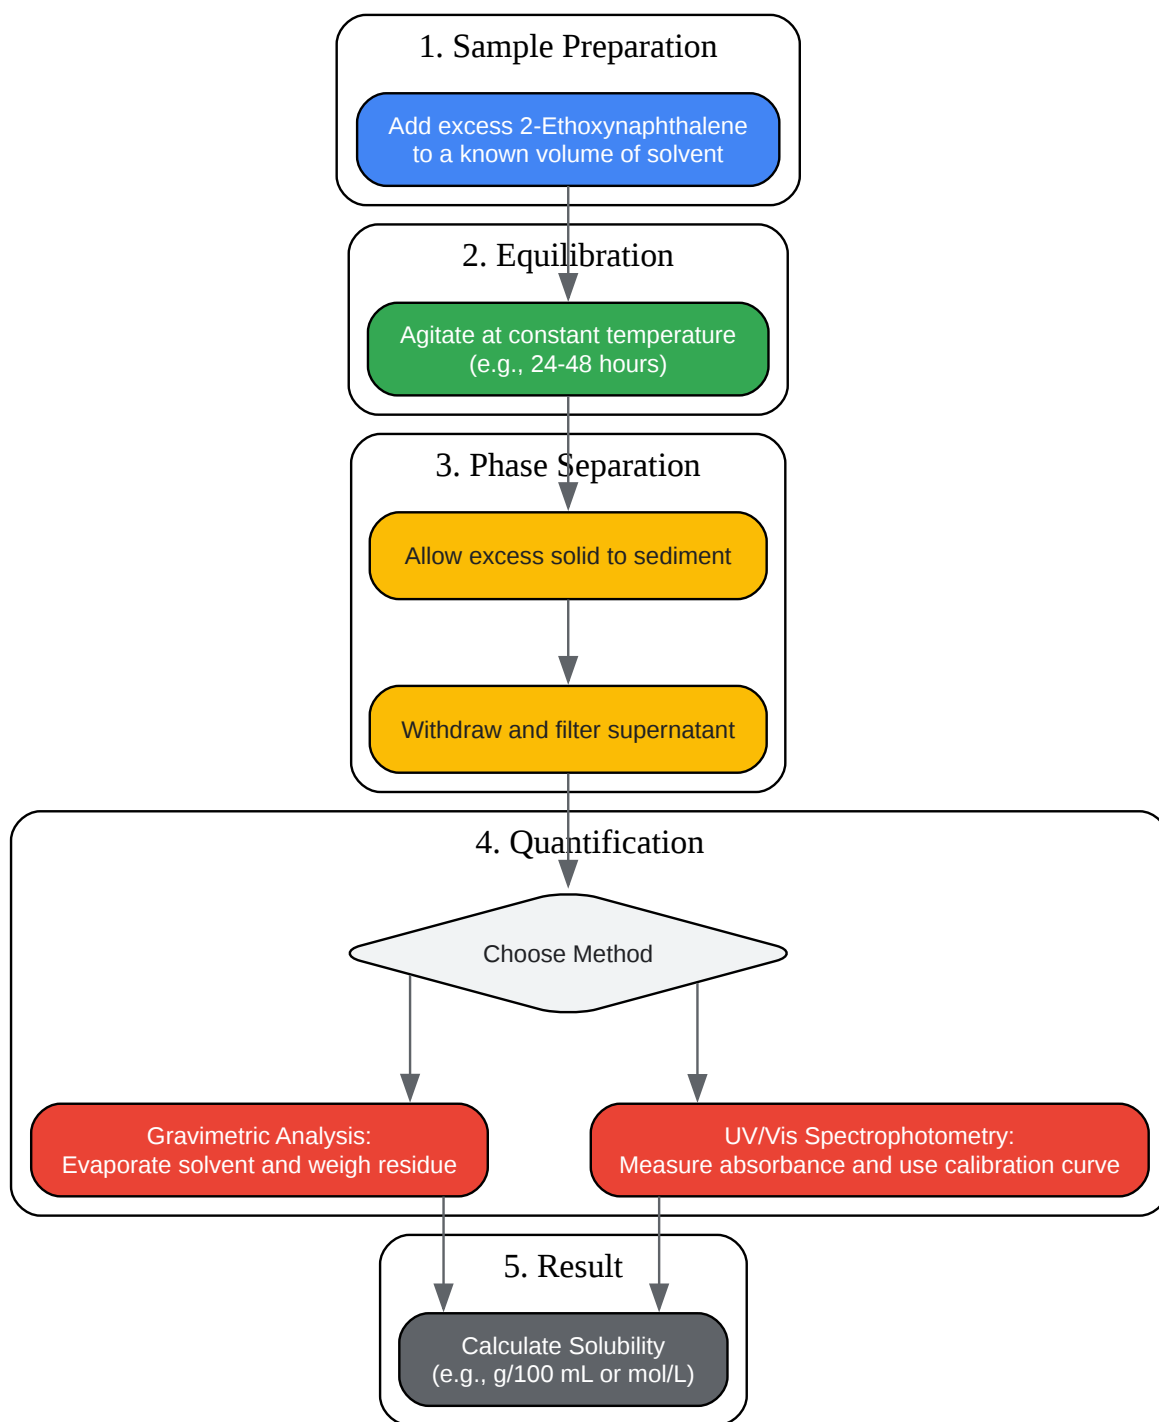 1. Sample Preparation
Add excess 2-Ethoxynaphthalene
to a known volume of solvent
2. Equilibration
Agitate at constant temperature
(e.g., 24-48 hours)
3. Phase Separation
Allow excess solid to sediment
Withdraw and filter supernatant
4. Quantification
Choose Method
Gravimetric Analysis:
Evaporate solvent and weigh residue
UV/Vis Spectrophotometry:
Measure absorbance and use calibration curve
5. Result
Calculate Solubility
(e.g., g/100 mL or mol/L)